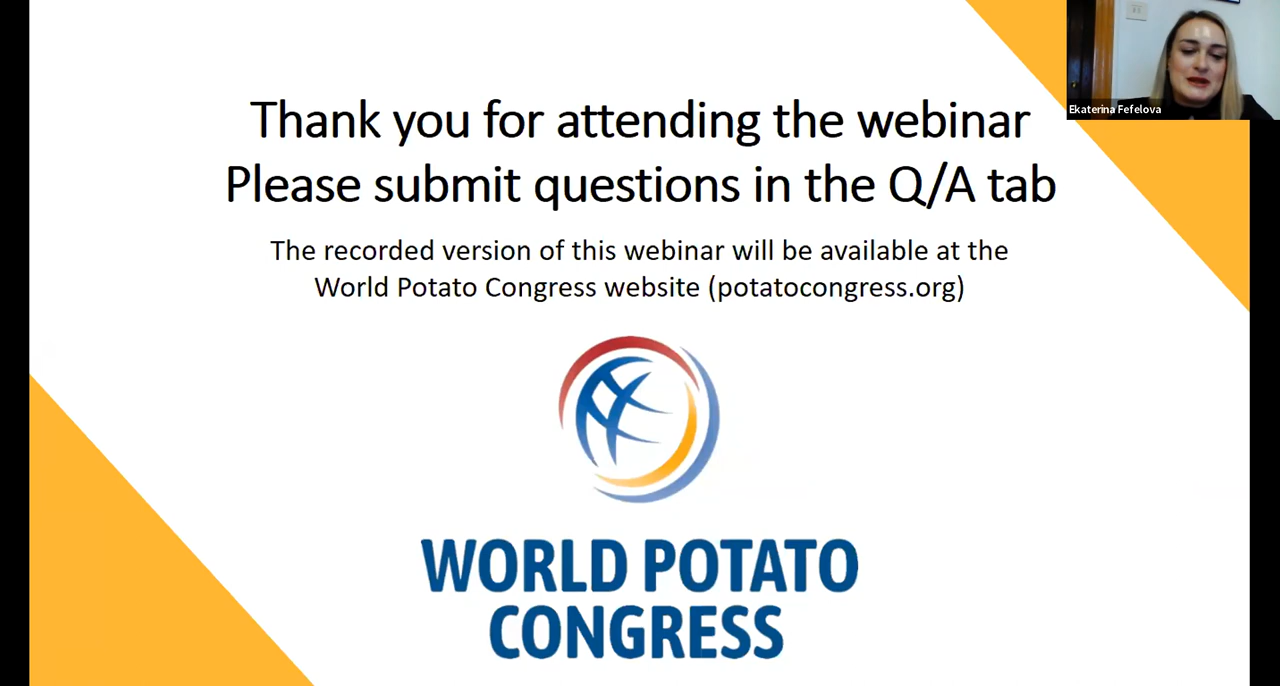 Thank you for attending the webinar
Please submit questions in the Q/A tab
The recorded version of this webinar will be available at the
World Potato Congress website (potatocongress.org)
WORLD POTATO
CONGRESS
Ekaterina Fefelova